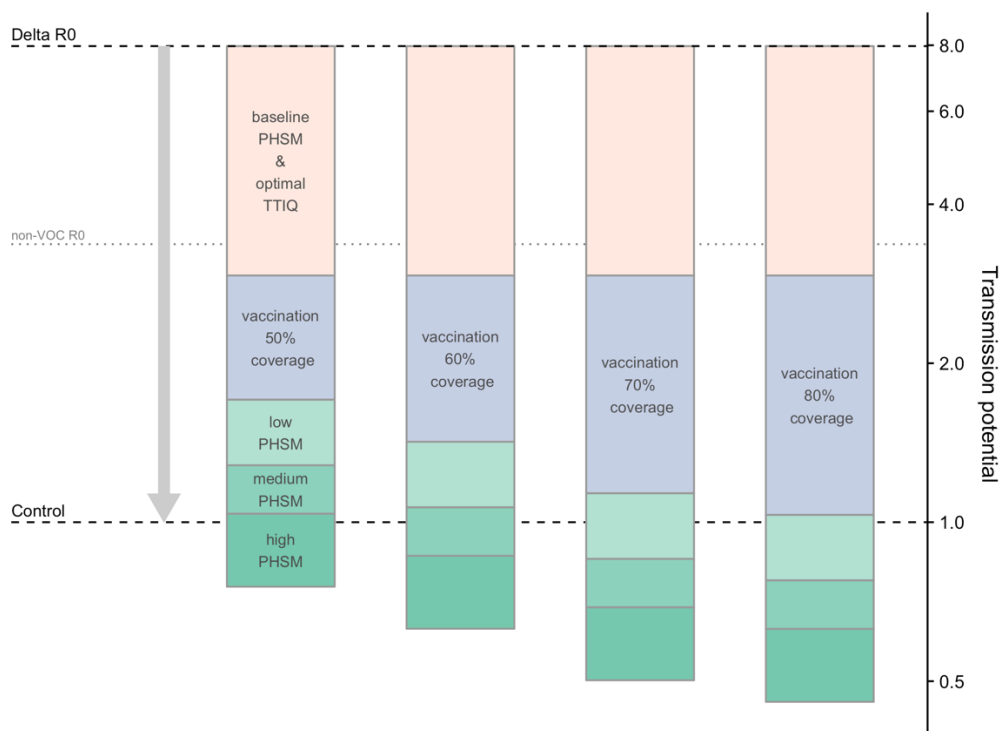 Delta R0
8.0
6.0
4.0
2.0
1.0
0.5
Transmission potential
non-VOC R0
Control
baseline
PHSM
&
optimal
TTIQ
vaccination
50%
coverage
low
PHSM
medium
PHSM
high
PHSM
vaccination
60%
coverage
vaccination
70%
coverage
vaccination
80%
coverage